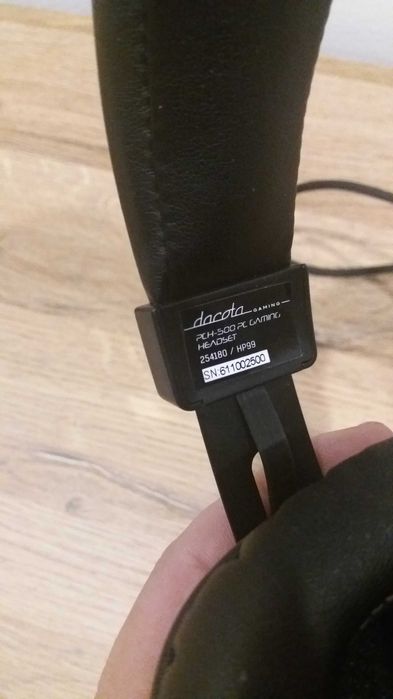 dacota GAMING
PCH-500 PC GAMING
HEADSET
254180 / HP99
SN:611002500